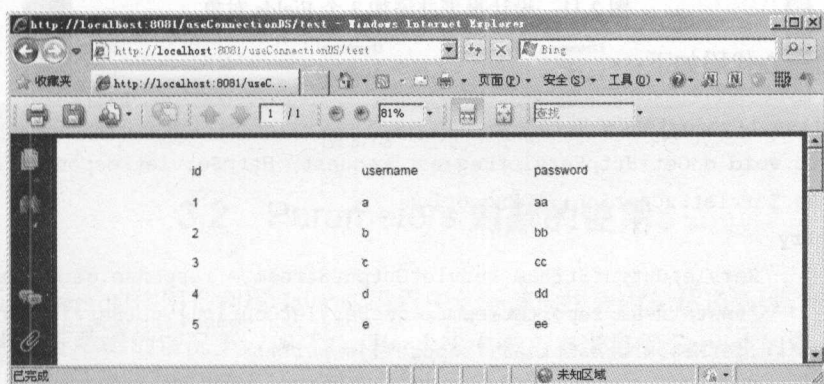 http://localhost:8081/useConnectionDS/test - Windows Internet Explorer
http://localhost:8081/useConnectionDS/test
Bing
收藏夹 http://localhost:8081/useC... 页面(P) 安全(S) 工具(O)
1 / 1 81% 查找
id username password
a aa
2 b bb
3 c cc
4 d dd
5 e ee
已完成 未知区域